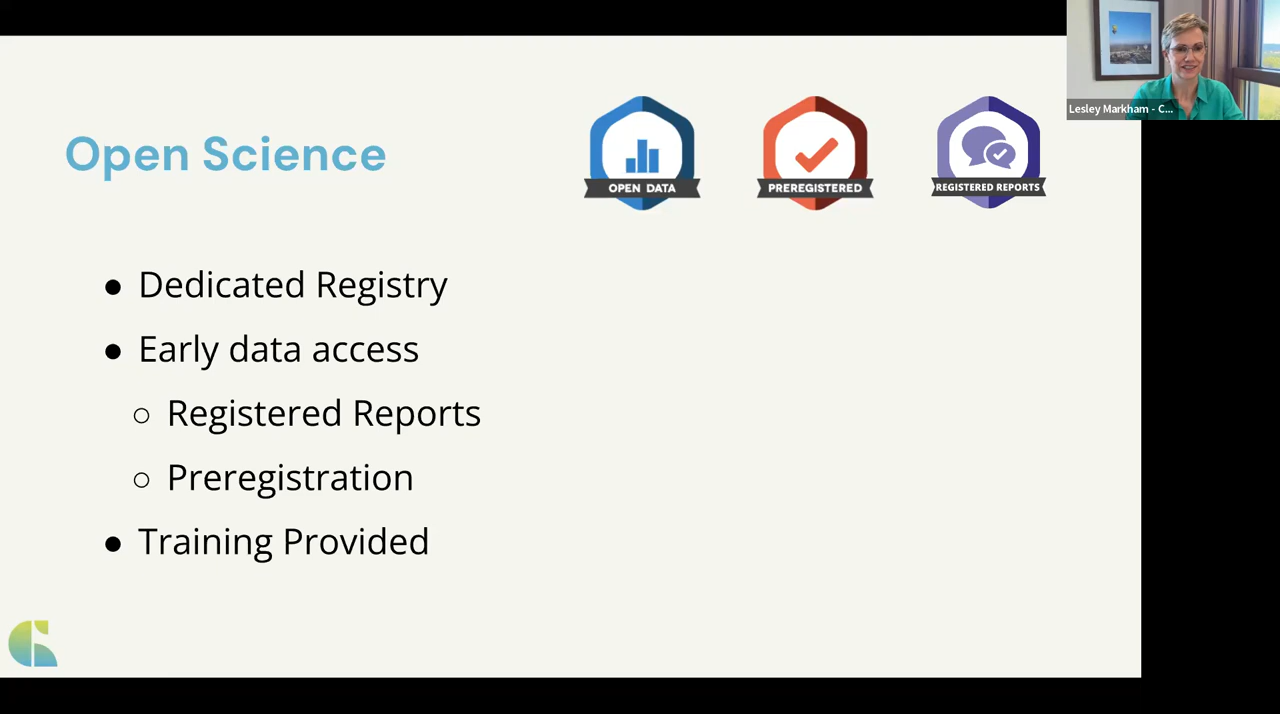 Open Science
OPEN DATA
PREREGISTERED
REGISTERED REPORTS
Lesley Markham - C...
● Dedicated Registry
● Early data access
○ Registered Reports
○ Preregistration
● Training Provided